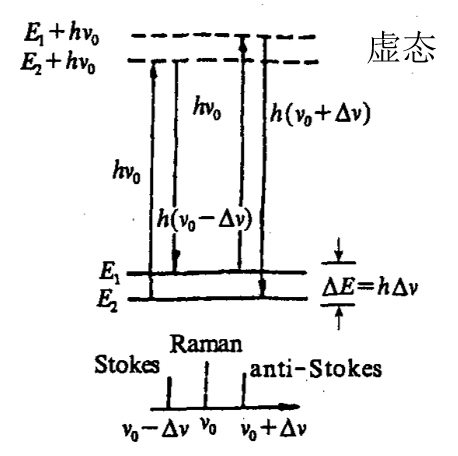 E₁+hν₀
虚态
E₂+hν₀
hν₀
h(ν₀+Δν)
hν₀
h(ν₀−Δν)
E₁
ΔE=hΔν
E₂
Raman
Stokes
anti-Stokes
ν₀−Δν ν₀ ν₀+Δν